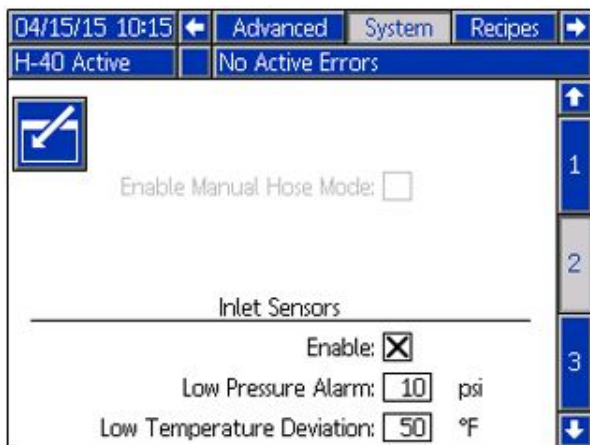 04/15/15 10:15 Advanced System Recipes
H-40 Active No Active Errors
1
Enable Manual Hose Mode:
2
Inlet Sensors
Enable:
3
Low Pressure Alarm: 10 psi
Low Temperature Deviation: 50 °F